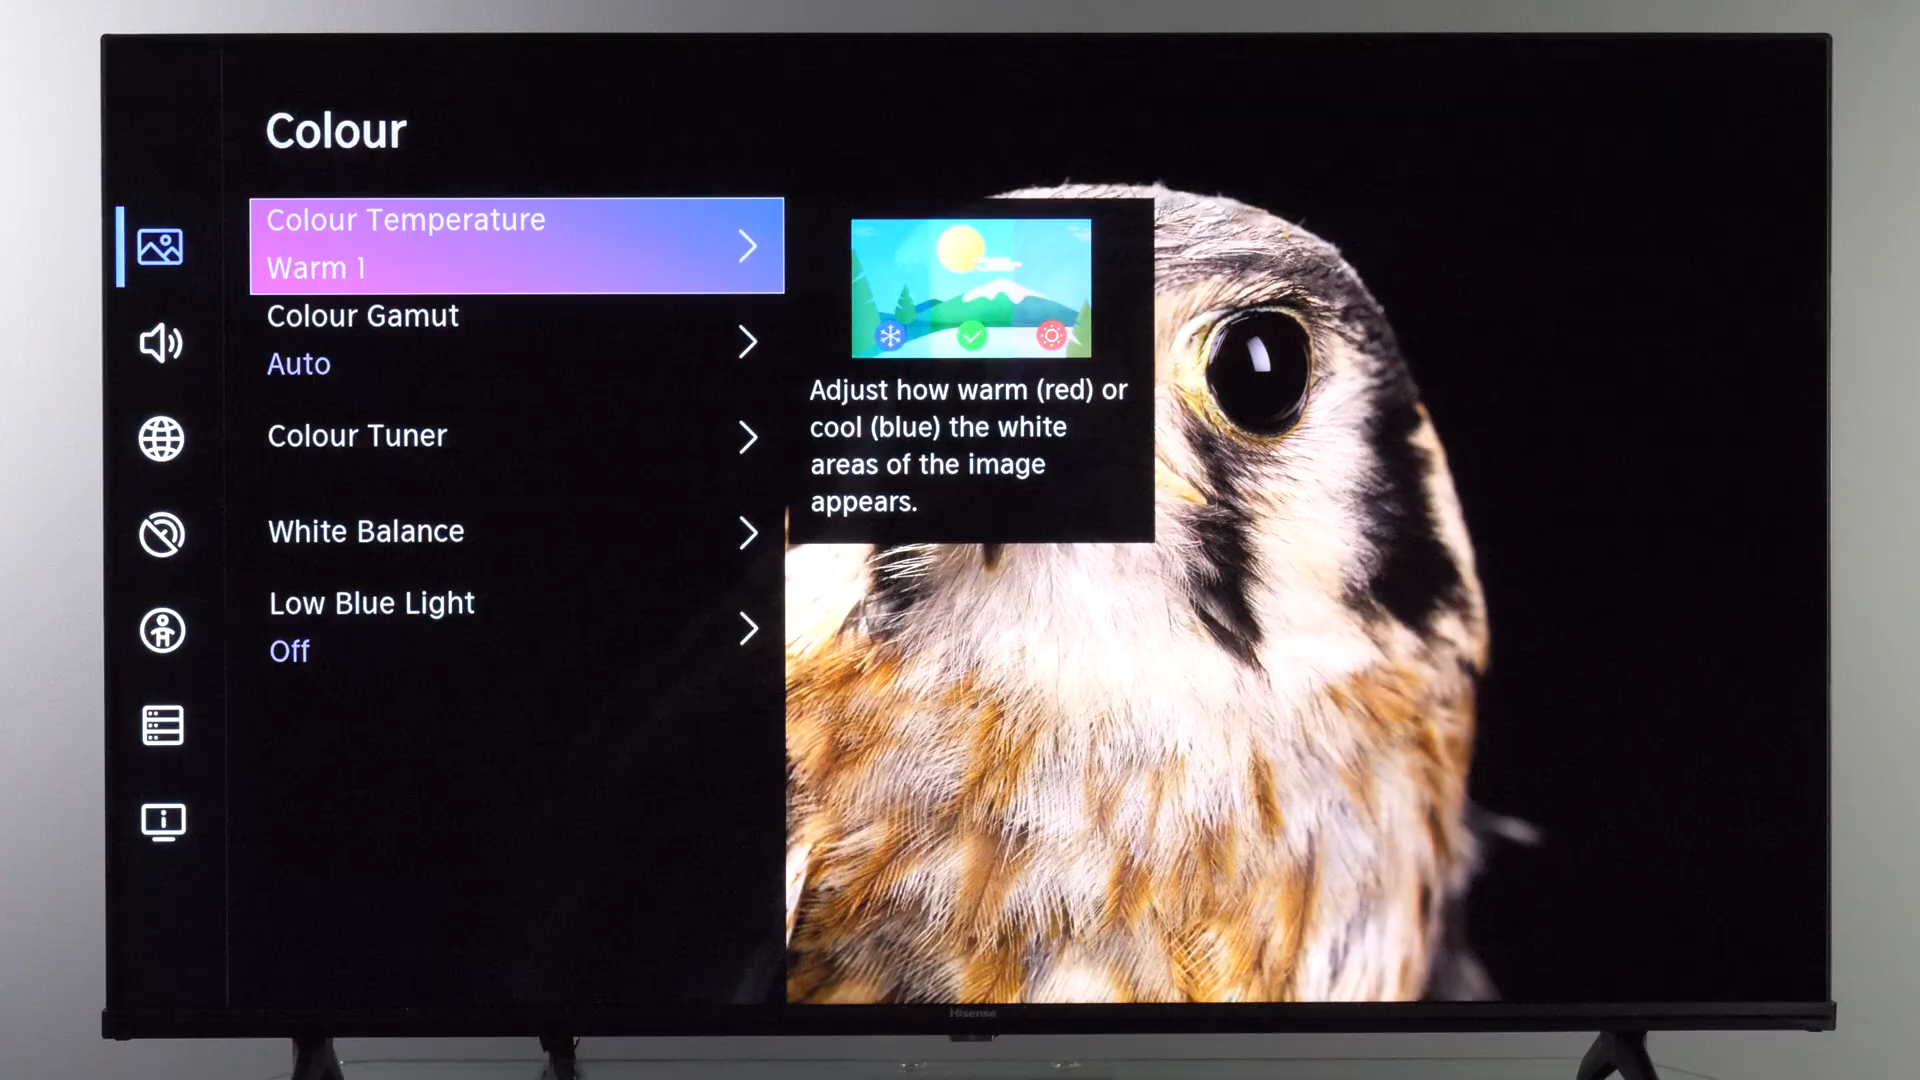 Colour
Colour Temperature
Warm 1
Colour Gamut
Auto
Colour Tuner
White Balance
Low Blue Light
Off
Adjust how warm (red) or
cool (blue) the white
areas of the image
appears.
Hisense